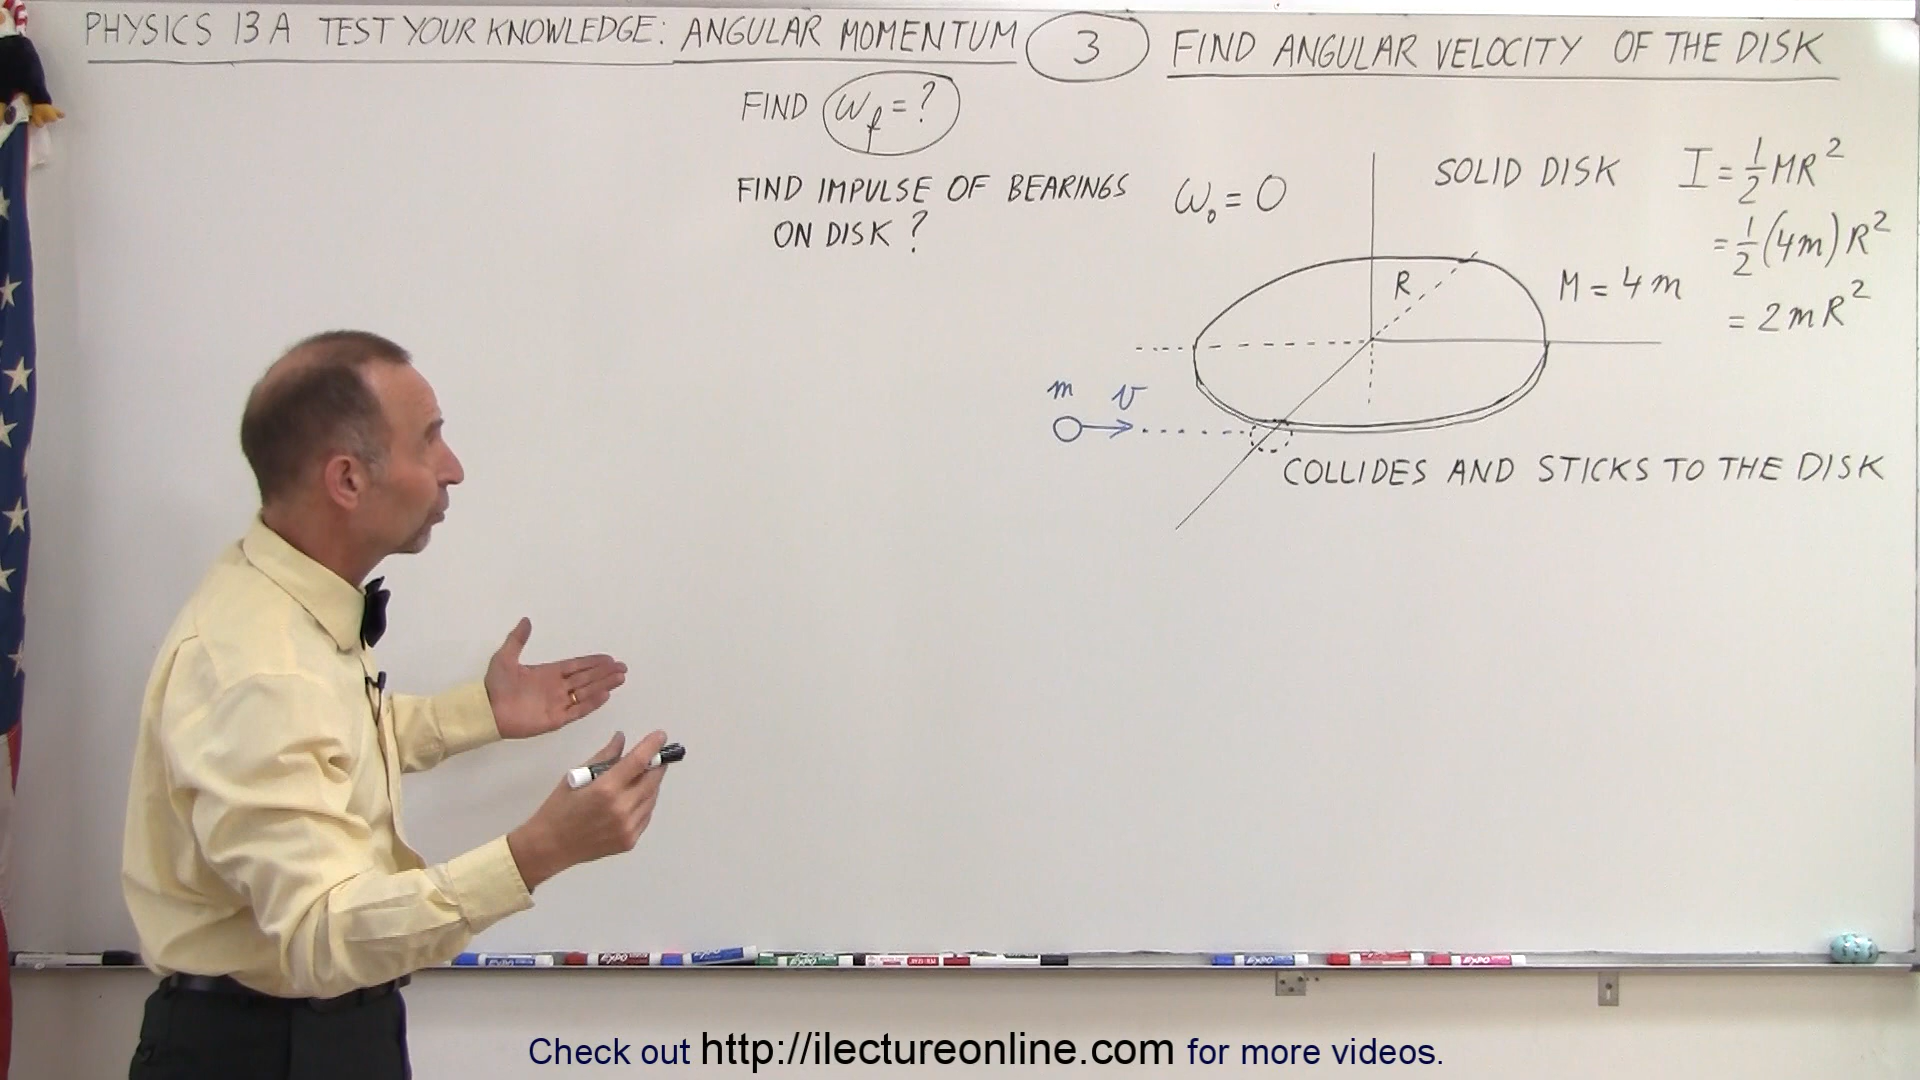 PHYSICS 13A TEST YOUR KNOWLEDGE: ANGULAR MOMENTUM 3 FIND ANGULAR VELOCITY OF THE DISK
FIND ω_f = ?
FIND IMPULSE OF BEARINGS
ON DISK ?
ω₀ = 0
SOLID DISK I = 1/2 MR²
= 1/2 (4m) R²
= 2mR²
R
M = 4m
m v
COLLIDES AND STICKS TO THE DISK
Check out http://ilectureonline.com for more videos.